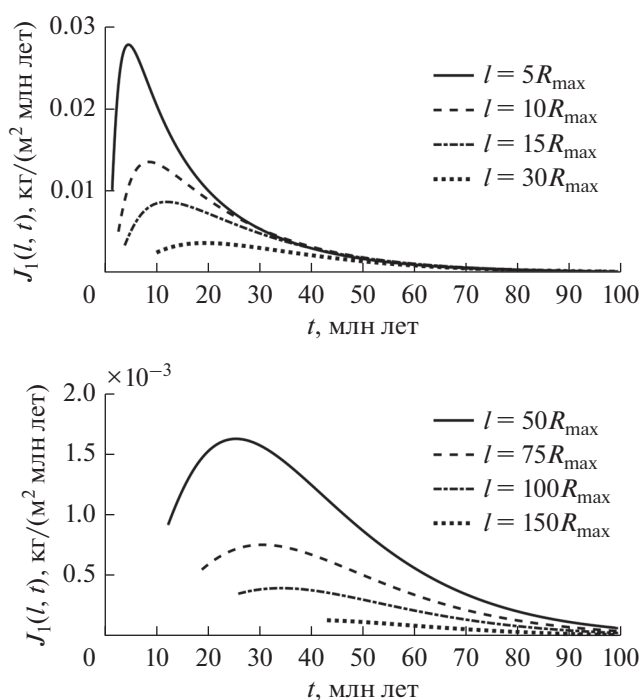 0.03
0.02
0.01
J₁(l, t), кг/(м² млн лет)
l = 5Rmax
l = 10Rmax
l = 15Rmax
l = 30Rmax
0 10 20 30 40 50 60 70 80 90 100
t, млн лет
×10⁻³
2.0
1.5
1.0
0.5
J₁(l, t), кг/(м² млн лет)
l = 50Rmax
l = 75Rmax
l = 100Rmax
l = 150Rmax
0 10 20 30 40 50 60 70 80 90 100
t, млн лет